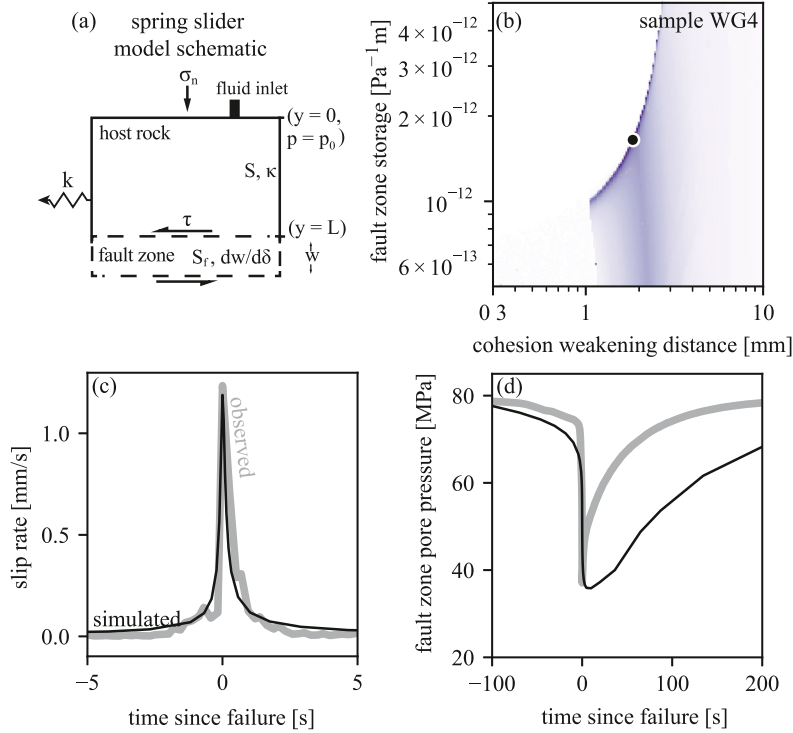 (a)
spring slider
model schematic
σn
fluid inlet
(y = 0,
p = p0)
host rock
S, κ
k
τ
(y = L)
fault zone
Sf, dw/dδ
w
(b)
sample WG4
fault zone storage [Pa−1m]
4 × 10−12
3 × 10−12
2 × 10−12
10−12
6 × 10−13
0 3
1
10
cohesion weakening distance [mm]
(c)
observed
simulated
slip rate [mm/s]
1.0
0.5
0.0
−5
0
5
time since failure [s]
(d)
fault zone pore pressure [MPa]
80
60
40
20
−100
0
100
200
time since failure [s]